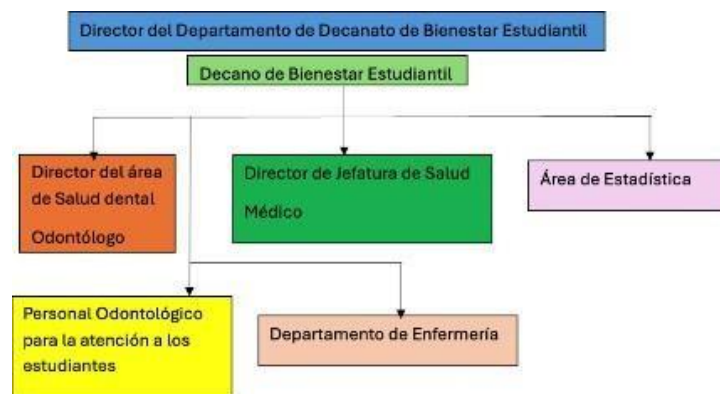 Director del Departamento de Decanato de Bienestar Estudiantil
Decano de Bienestar Estudiantil
Director del área
de Salud dental
Odontólogo
Director de Jefatura de Salud
Médico
Área de Estadística
Personal Odontológico
para la atención a los
estudiantes
Departamento de Enfermería